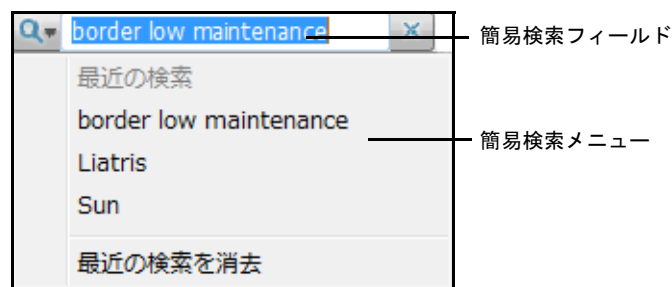 border low maintenance
簡易検索フィールド
最近の検索
border low maintenance
簡易検索メニュー
Liatris
Sun
最近の検索を消去